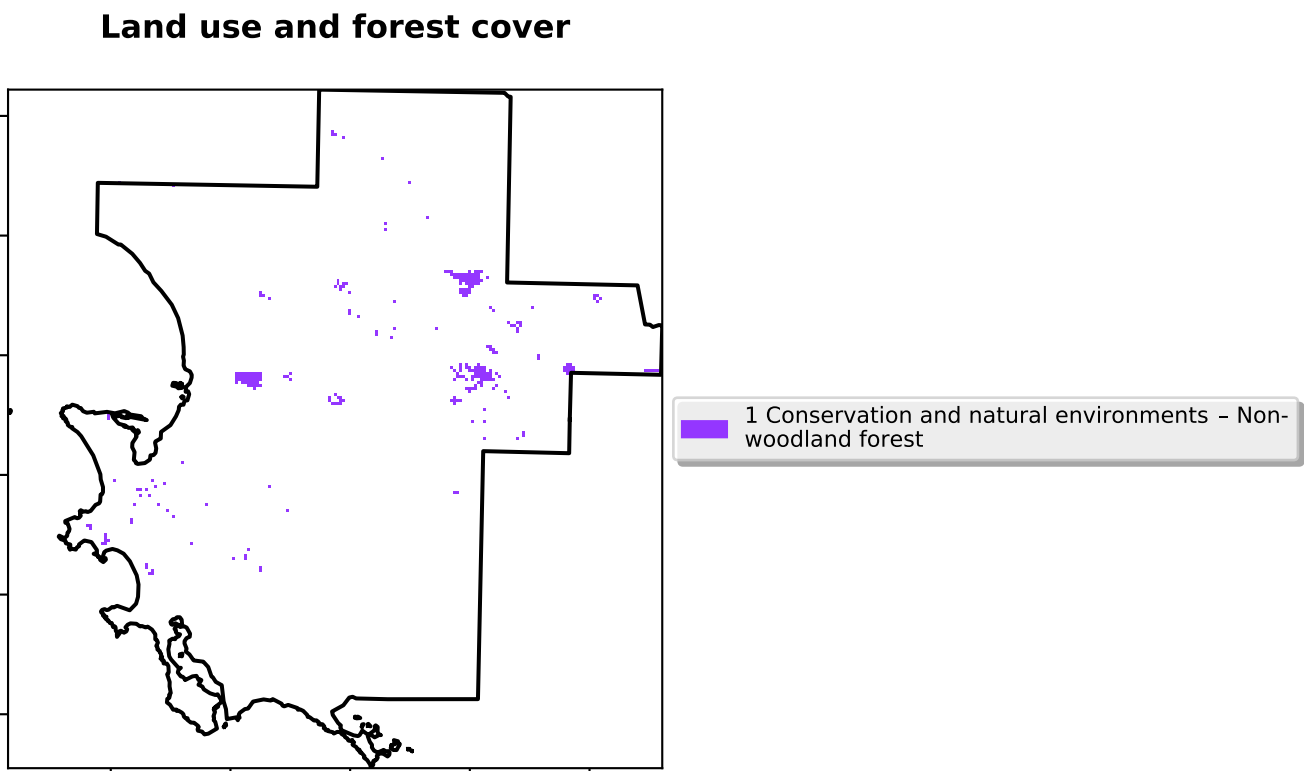 Land use and forest cover
1 Conservation and natural environments – Non-
woodland forest